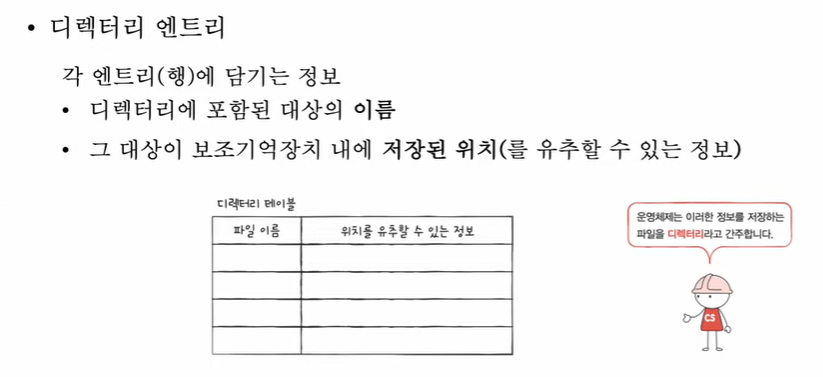 • 디렉터리 엔트리
각 엔트리(행)에 담기는 정보
• 디렉터리에 포함된 대상의 이름
• 그 대상이 보조기억장치 내에 저장된 위치(를 유추할 수 있는 정보)
디렉터리 테이블
파일 이름 위치를 유추할 수 있는 정보
운영체제는 이러한 정보를 저장하는
파일을 디렉터리라고 간주합니다.
CS